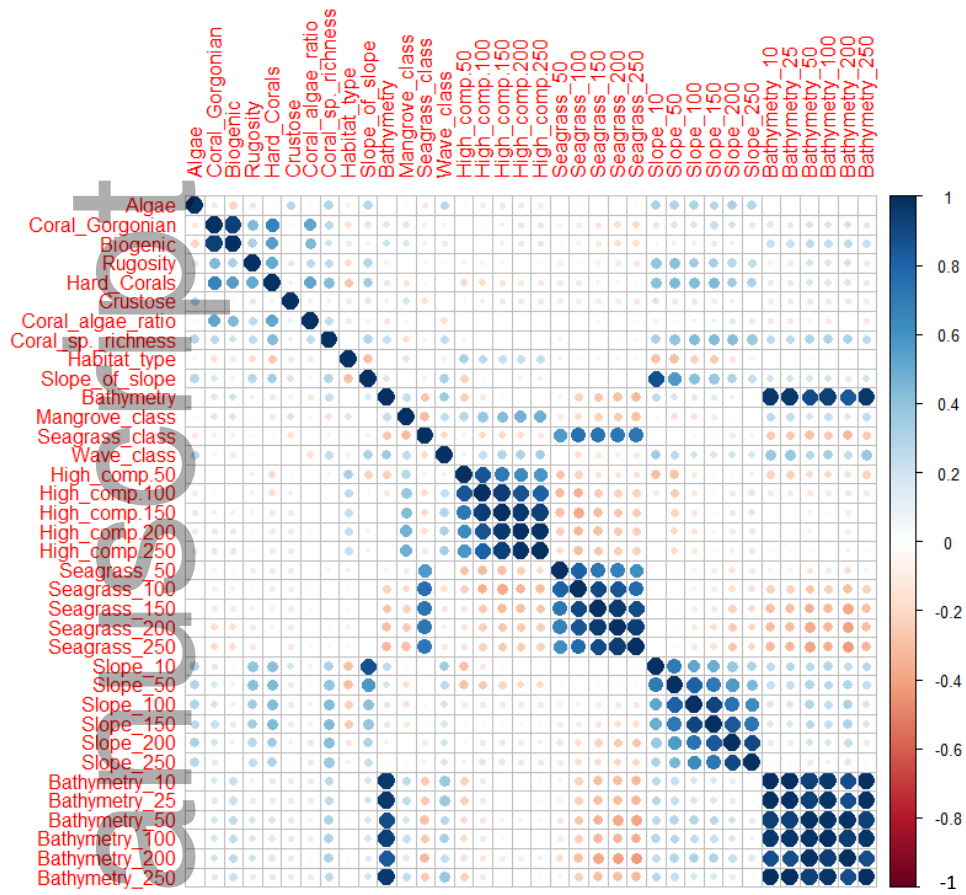 Algae
Coral_Gorgonian
Biogenic
Rugosity
Hard_Corals
Crustose
Coral_algae_ratio
Coral_sp._richness
Habitat_type
Slope_of_slope
Bathymetry
Mangrove_class
Seagrass_class
Wave_class
High_comp.50
High_comp.100
High_comp.150
High_comp.200
High_comp.250
Seagrass_50
Seagrass_100
Seagrass_150
Seagrass_200
Seagrass_250
Slope_10
Slope_50
Slope_100
Slope_150
Slope_200
Slope_250
Bathymetry_10
Bathymetry_25
Bathymetry_50
Bathymetry_100
Bathymetry_200
Bathymetry_250
Algae
Coral_Gorgonian
Biogenic
Rugosity
Hard_Corals
Crustose
Coral_algae_ratio
Coral_sp._richness
Habitat_type
Slope_of_slope
Bathymetry
Mangrove_class
Seagrass_class
Wave_class
High_comp.50
High_comp.100
High_comp.150
High_comp.200
High_comp.250
Seagrass_50
Seagrass_100
Seagrass_150
Seagrass_200
Seagrass_250
Slope_10
Slope_50
Slope_100
Slope_150
Slope_200
Slope_250
Bathymetry_10
Bathymetry_25
Bathymetry_50
Bathymetry_100
Bathymetry_200
Bathymetry_250
1
0.8
0.6
0.4
0.2
0
-0.2
-0.4
-0.6
-0.8
-1
anuscript